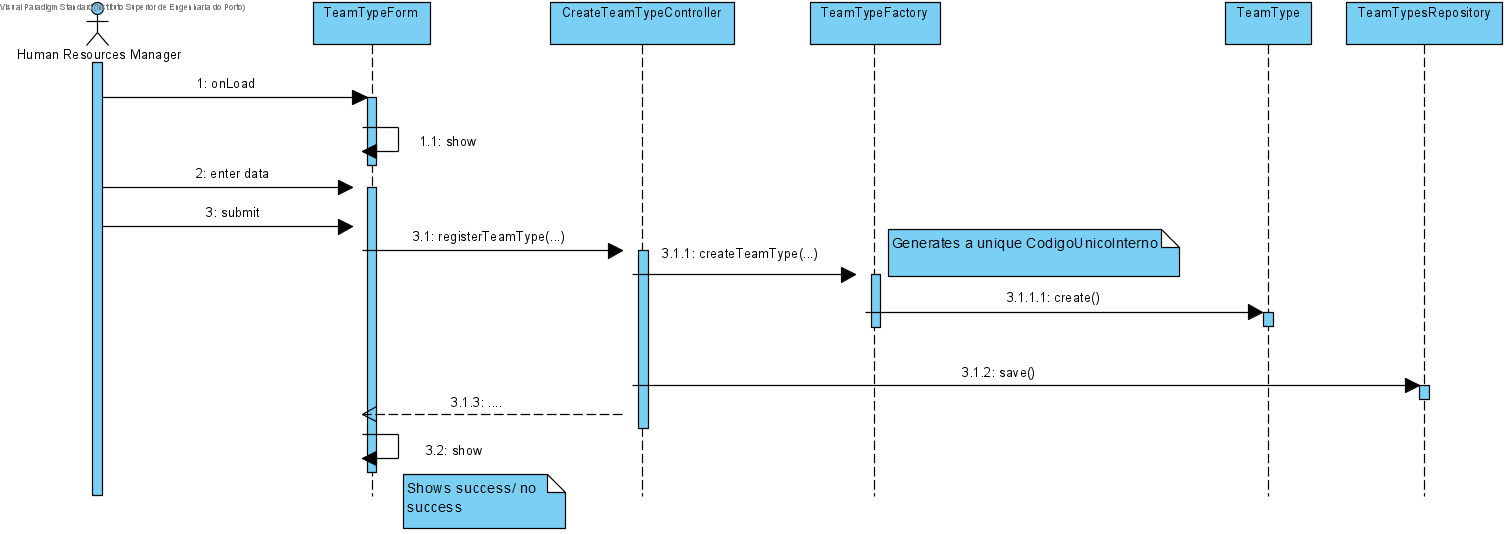 Visual Paradigm Standard (Instituto Superior de Engenharia do Porto)
Human Resources Manager
TeamTypeForm
CreateTeamTypeController
TeamTypeFactory
TeamType
TeamTypesRepository
1: onLoad
1.1: show
2: enter data
3: submit
3.1: registerTeamType(...)
3.1.1: createTeamType(...)
Generates a unique CodigoUnicoInterno
3.1.1.1: create()
3.1.2: save()
3.1.3: ....
3.2: show
Shows success/ no
success